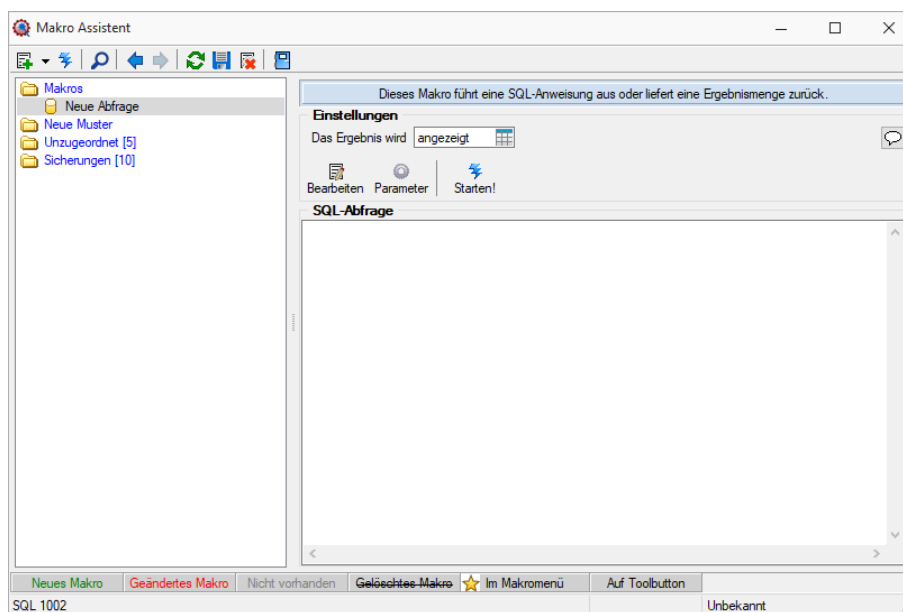 Makro Assistent
Makros
Neue Abfrage
Neue Muster
Unzugeordnet [5]
Sicherungen [10]
Dieses Makro führt eine SQL-Anweisung aus oder liefert eine Ergebnismenge zurück.
Einstellungen
Das Ergebnis wird angezeigt
Bearbeiten Parameter Starten!
SQL-Abfrage
Neues Makro Geändertes Makro Nicht vorhanden Gelöschtes Makro Im Makromenü Auf Toolbutton
SQL 1002 Unbekannt